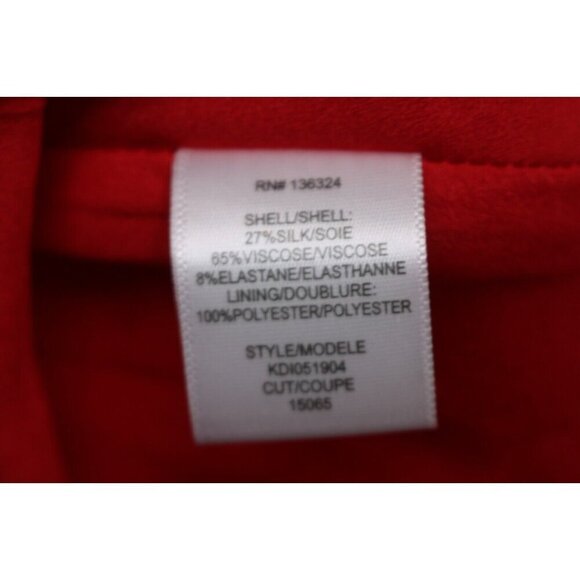 RN# 136324
SHELL/SHELL:
27%SILK/SOIE
65%VISCOSE/VISCOSE
8%ELASTANE/ELASTHANNE
LINING/DOUBLURE:
100%POLYESTER/POLYESTER
STYLE/MODELE
KDI051904
CUT/COUPE
15065